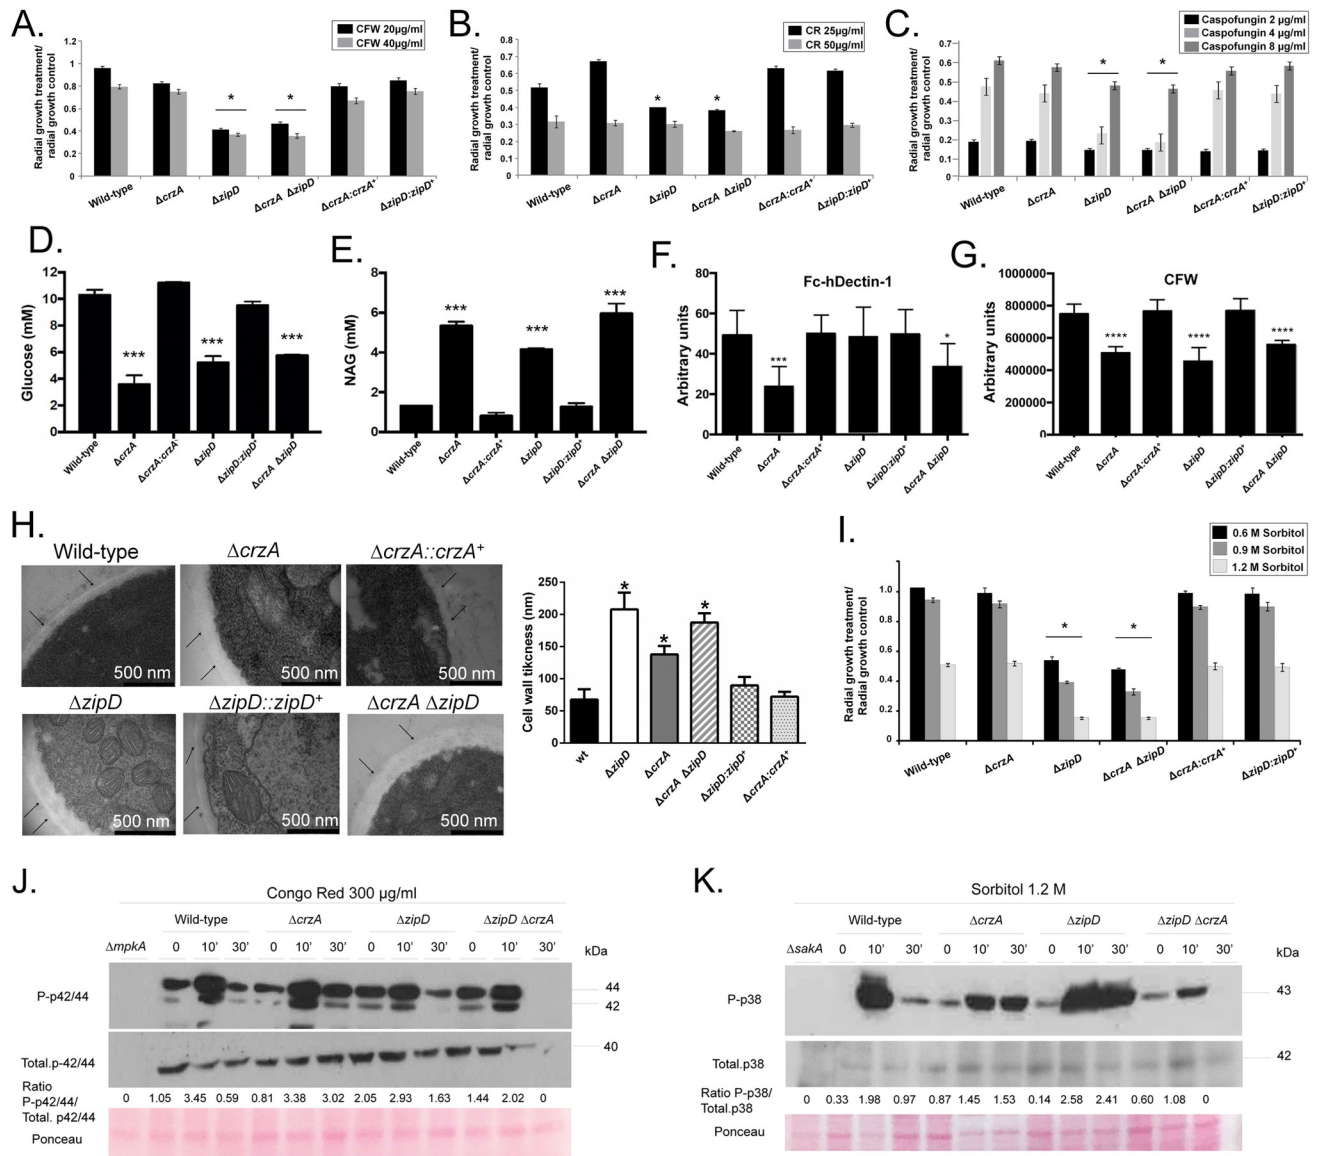 A.
CFW 20µg/ml
CFW 40µg/ml
Radial growth treatment/
radial growth control
1.2
1
0.8
0.6
0.4
0.2
0
*
*
Wild-type
ΔcrzA
ΔzipD
ΔcrzA ΔzipD
ΔcrzA:crzA+
ΔzipD:zipD+
B.
CR 25µg/ml
CR 50µg/ml
Radial growth treatment/
radial growth control
0.8
0.7
0.6
0.5
0.4
0.3
0.2
0.1
0
*
*
Wild-type
ΔcrzA
ΔzipD
ΔcrzA ΔzipD
ΔcrzA:crzA+
ΔzipD:zipD+
C.
Caspofungin 2 µg/ml
Caspofungin 4 µg/ml
Caspofungin 8 µg/ml
Radial growth treatment/
radial growth control
0.7
0.6
0.5
0.4
0.3
0.2
0.1
0
*
*
Wild-type
ΔcrzA
ΔzipD
ΔcrzA ΔzipD
ΔcrzA:crzA+
ΔzipD:zipD+
D.
Glucose (mM)
12
10
8
6
4
2
0
***
***
***
Wild-type
ΔcrzA
ΔcrzA:crzA+
ΔzipD
ΔzipD:zipD+
ΔcrzA ΔzipD
E.
NAG (mM)
8
6
4
2
0
***
***
***
Wild-type
ΔcrzA
ΔcrzA:crzA+
ΔzipD
ΔzipD:zipD+
ΔcrzA ΔzipD
F.
Fc-hDectin-1
Arbitrary units
80
60
40
20
0
***
*
Wild-type
ΔcrzA
ΔcrzA:crzA+
ΔzipD
ΔzipD:zipD+
ΔcrzA ΔzipD
G.
CFW
Arbitrary units
1000000
800000
600000
400000
200000
0
****
****
****
Wild-type
ΔcrzA
ΔcrzA:crzA+
ΔzipD
ΔzipD:zipD+
ΔcrzA ΔzipD
H.
Wild-type
ΔcrzA
ΔcrzA::crzA+
500 nm
500 nm
500 nm
ΔzipD
ΔzipD::zipD+
ΔcrzA ΔzipD
500 nm
500 nm
500 nm
Cell wall tikcness (nm)
250
200
150
100
50
0
*
*
*
wt
ΔzipD
ΔcrzA
ΔcrzA ΔzipD
ΔzipD:zipD+
ΔcrzA:crzA+
I.
0.6 M Sorbitol
0.9 M Sorbitol
1.2 M Sorbitol
Radial growth treatment/
Radial growth control
1.0
0.8
0.6
0.4
0.2
0
*
*
Wild-type
ΔcrzA
ΔzipD
ΔcrzA ΔzipD
ΔcrzA:crzA+
ΔzipD:zipD+
J.
Congo Red 300 µg/ml
Wild-type ΔcrzA ΔzipD ΔzipD ΔcrzA
ΔmpkA 0 10' 30' 0 10' 30' 0 10' 30' 0 10' 30'
kDa
P-p42/44
44
42
Total.p-42/44
40
Ratio
P-p42/44/
Total. p42/44
0 1.05 3.45 0.59 0.81 3.38 3.02 2.05 2.93 1.63 1.44 2.02 0
Ponceau
K.
Sorbitol 1.2 M
Wild-type ΔcrzA ΔzipD ΔzipD ΔcrzA
ΔsakA 0 10' 30' 0 10' 30' 0 10' 30' 0 10' 30'
kDa
P-p38
43
Total.p38
42
Ratio P-p38/
Total.p38
0 0.33 1.98 0.97 0.87 1.45 1.53 0.14 2.58 2.41 0.60 1.08 0
Ponceau